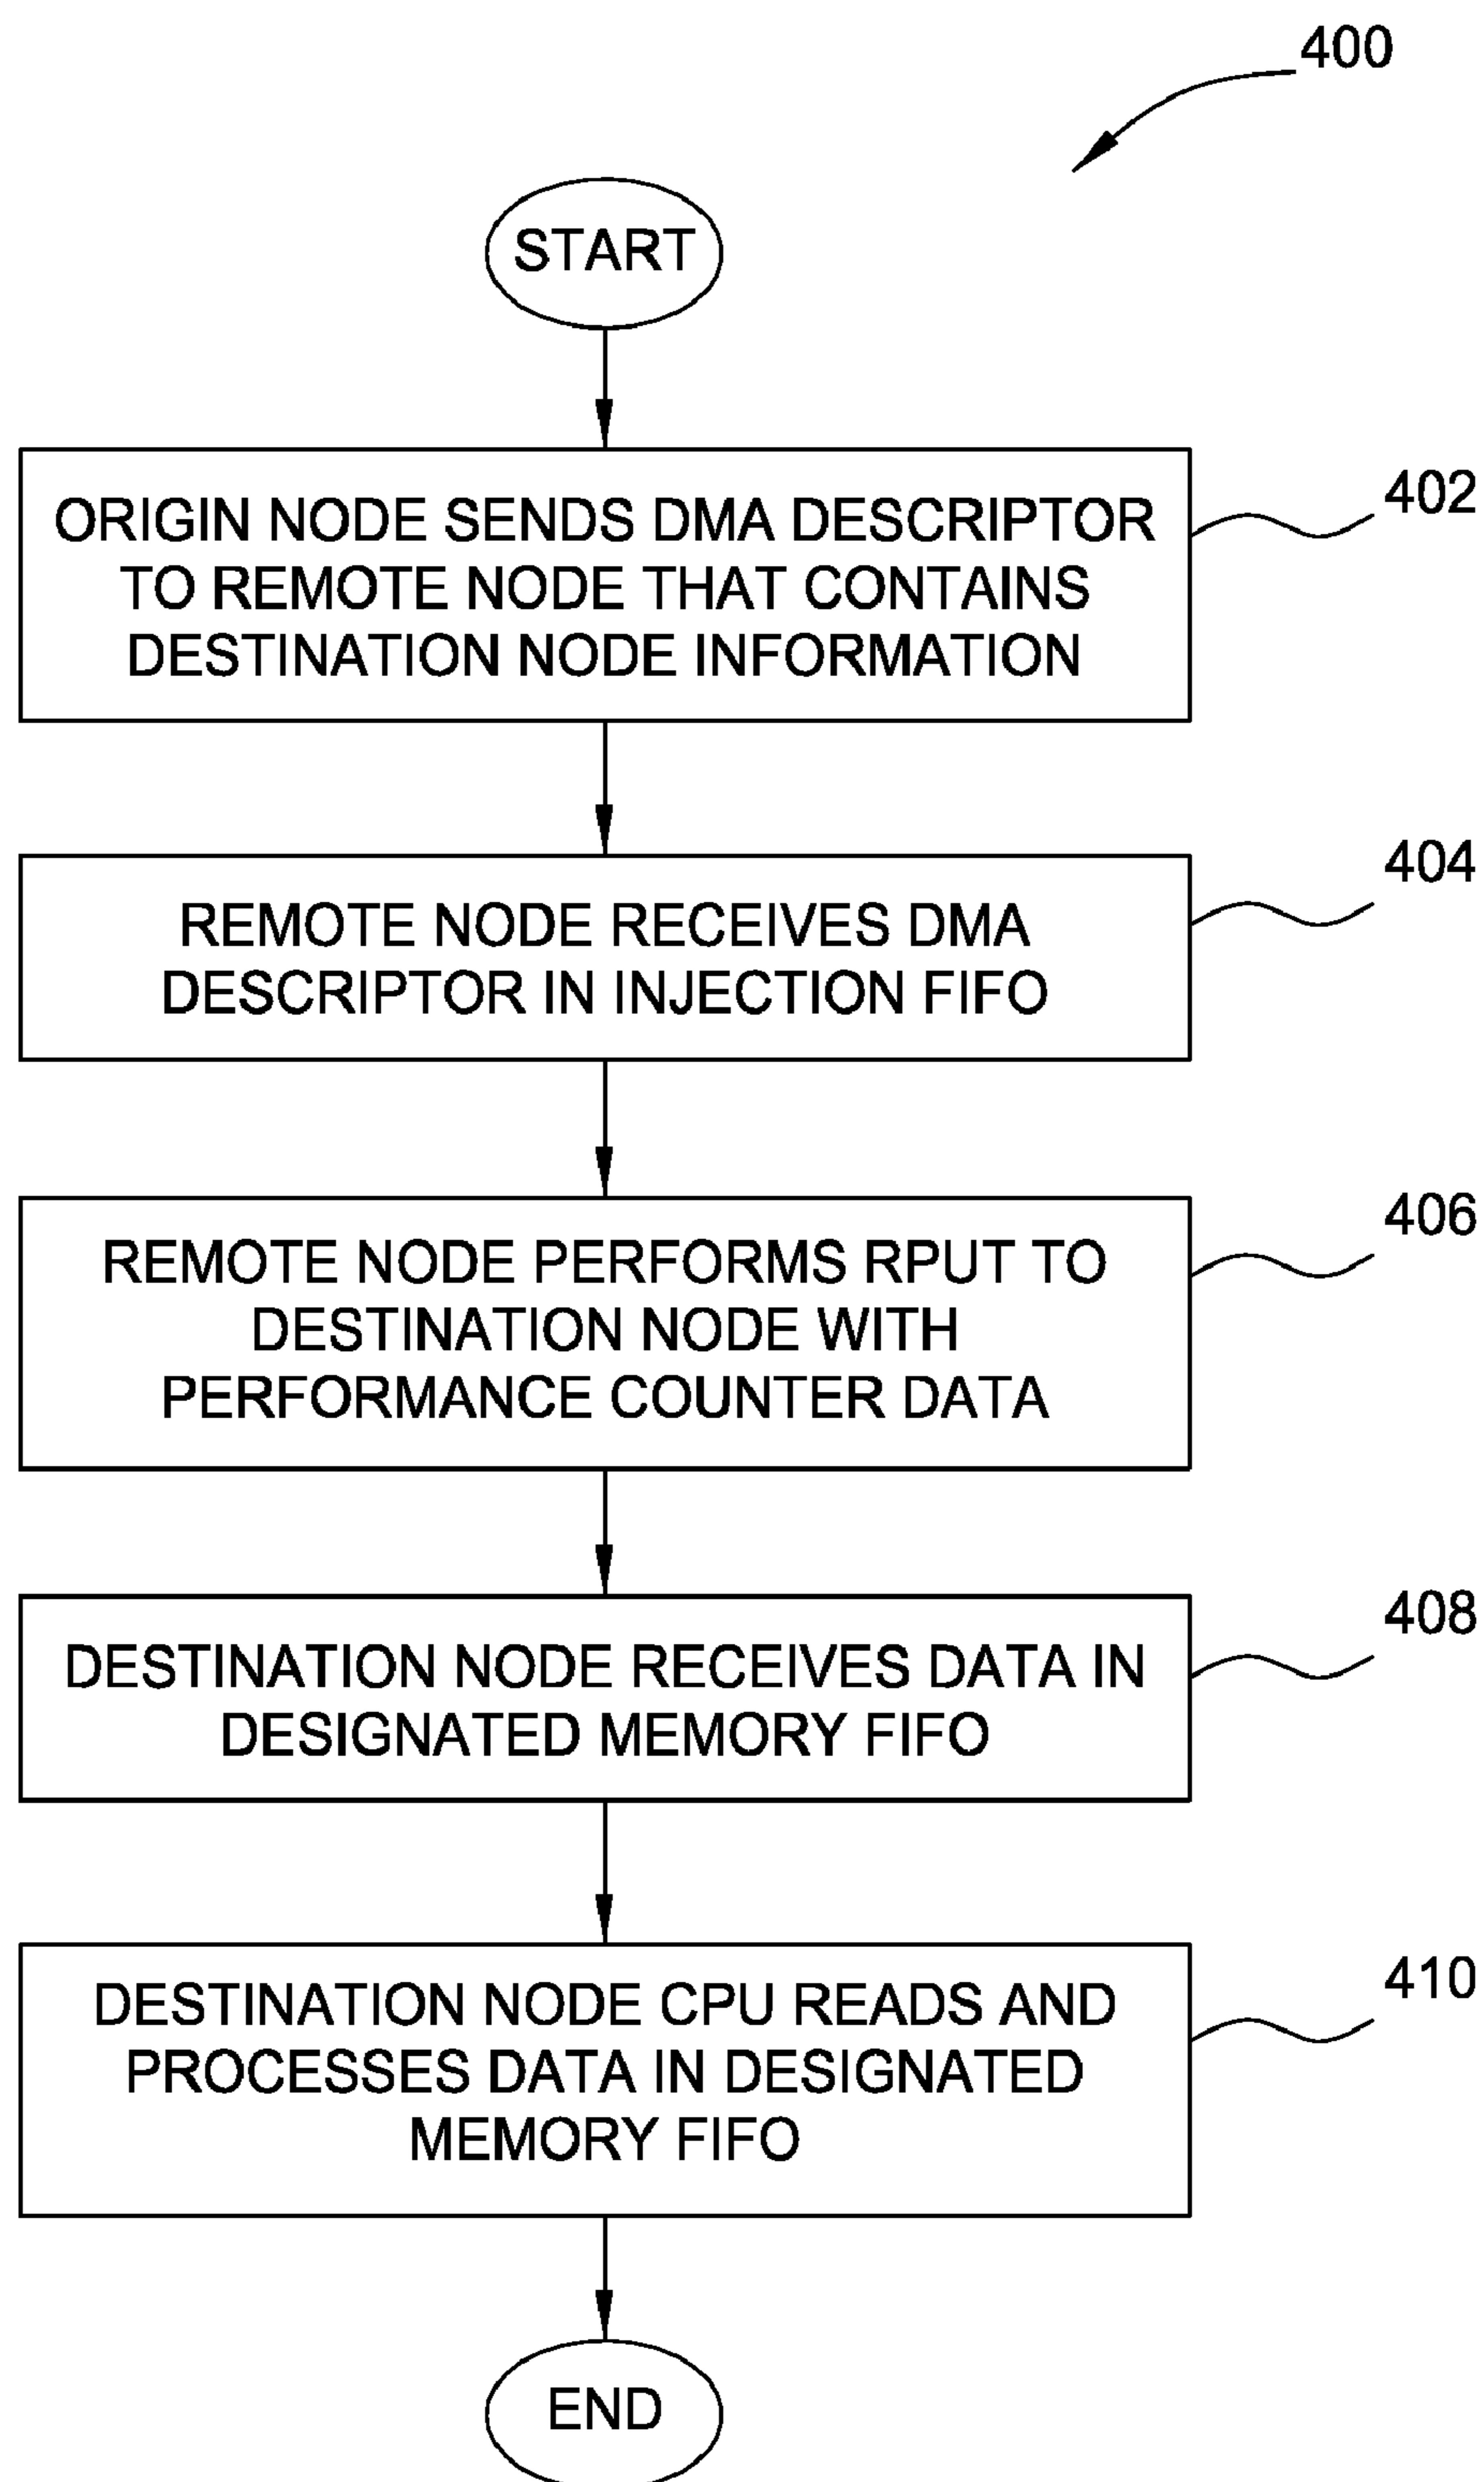 400
START
ORIGIN NODE SENDS DMA DESCRIPTOR
TO REMOTE NODE THAT CONTAINS
DESTINATION NODE INFORMATION
402
REMOTE NODE RECEIVES DMA
DESCRIPTOR IN INJECTION FIFO
404
REMOTE NODE PERFORMS RPUT TO
DESTINATION NODE WITH
PERFORMANCE COUNTER DATA
406
DESTINATION NODE RECEIVES DATA IN
DESIGNATED MEMORY FIFO
408
DESTINATION NODE CPU READS AND
PROCESSES DATA IN DESIGNATED
MEMORY FIFO
410
END